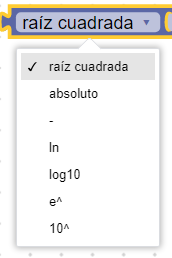 raíz cuadrada ▾
✓ raíz cuadrada
absoluto
-
ln
log10
e^
10^